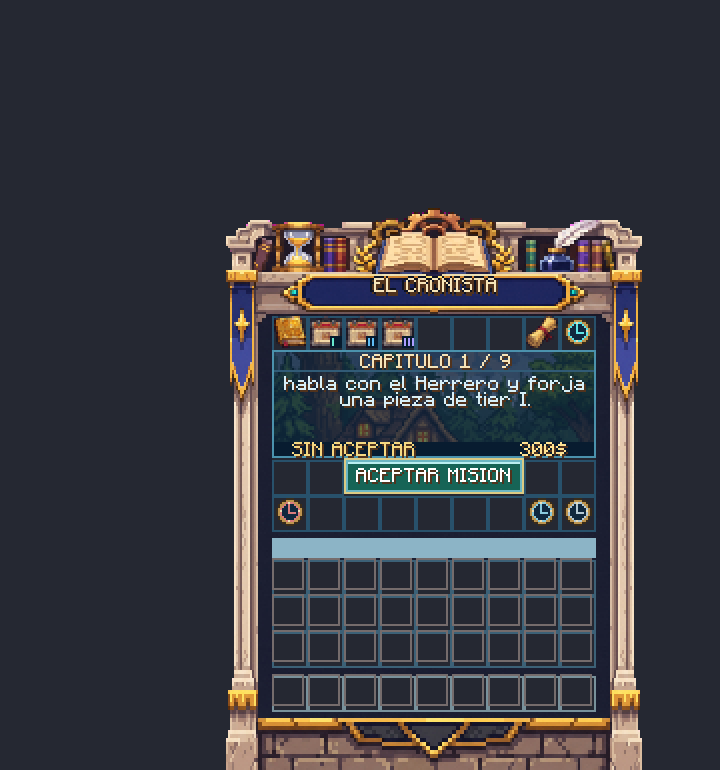 EL CRONISTA
CAPITULO 1 / 9
habla con el Herrero y forja
una pieza de tier I.
SIN ACEPTAR 300$
ACEPTAR MISION